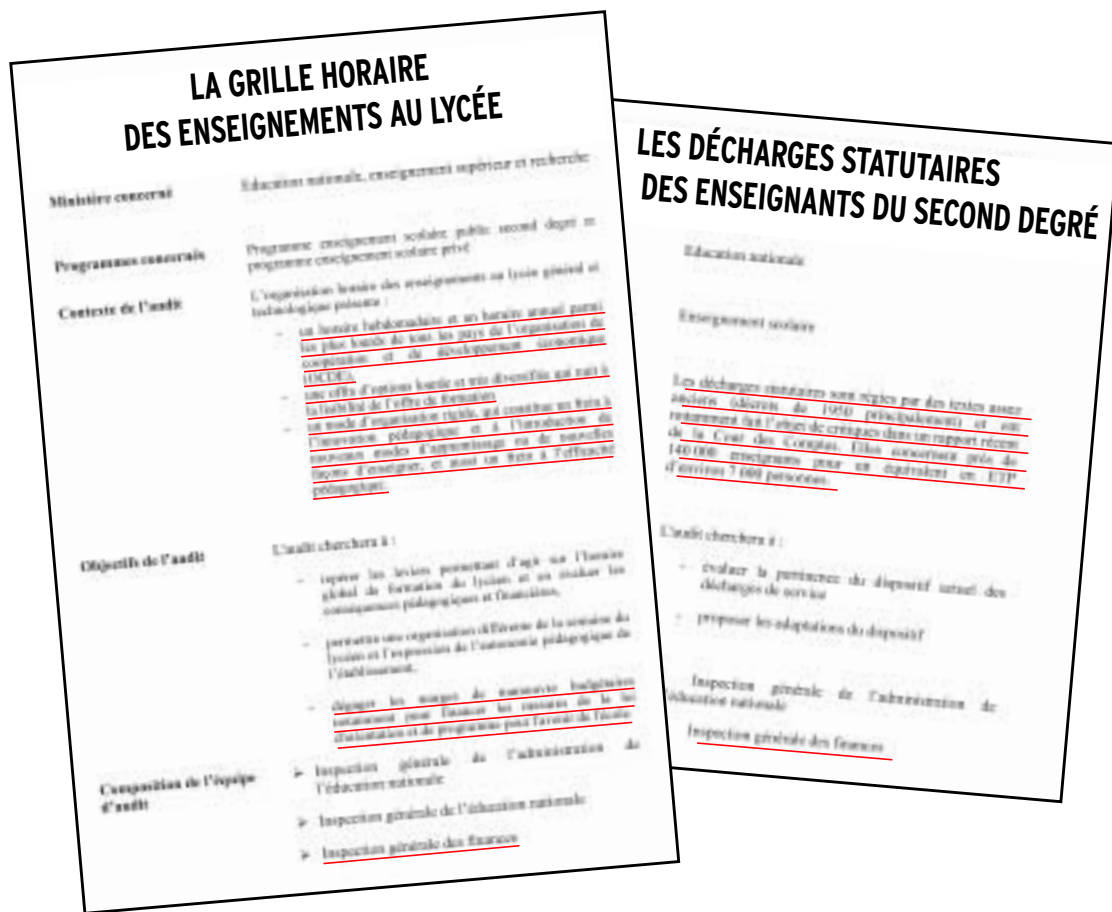 LA GRILLE HORAIRE
DES ENSEIGNEMENTS AU LYCÉE
Ministère concerné
Education nationale, enseignement supérieur et recherche
Programmes concernés
Programme enseignement scolaire public second degré et
programme enseignement scolaire privé
Contexte de l'audit
L'organisation horaire des enseignements au lycée général et
technologique présente :
- un horaire hebdomadaire et un horaire annuel parmi
les plus lourds de tous les pays de l'organisation de
coopération et de développement économique
(OCDE),
- une offre d'options lourde et très diversifiée qui nuit à
la lisibilité de l'offre de formation,
- un mode d'organisation rigide, qui constitue un frein à
l'innovation pédagogique et à l'introduction de
nouveaux modes d'apprentissage ou de nouvelles
façons d'enseigner, et aussi un frein à l'efficacité
pédagogique.
Objectifs de l'audit
L'audit cherchera à :
- repérer les leviers permettant d'agir sur l'horaire
global de formation du lycéen et en évaluer les
conséquences pédagogiques et financières,
- permettre une organisation différente de la semaine du
lycéen et l'expression de l'autonomie pédagogique de
l'établissement,
- dégager les marges de manœuvre budgétaires
notamment pour financer les mesures de la loi
d'orientation et de programme pour l'avenir de l'école.
Composition de l'équipe
d'audit
➢ Inspection générale de l'administration de
l'éducation nationale
➢ Inspection générale de l'éducation nationale
➢ Inspection générale des finances
LES DÉCHARGES STATUTAIRES
DES ENSEIGNANTS DU SECOND DEGRÉ
Education nationale
Enseignement scolaire
Les décharges statutaires sont régies par des textes assez
anciens (décrets de 1950 principalement) et ont
notamment fait l'objet de critiques dans un rapport récent
de la Cour des Comptes. Elles concernent près de
140 000 enseignants pour un équivalent en ETP
d'environ 7 000 personnes.
L'audit cherchera à :
- évaluer la pertinence du dispositif actuel des
décharges de service
- proposer les adaptations du dispositif
Inspection générale de l'administration de
l'éducation nationale
Inspection générale des finances